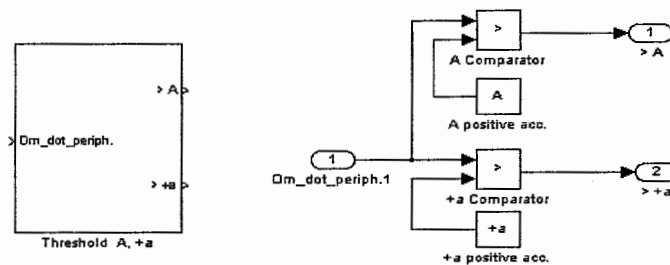 > A
Om_dot_periph.
> +a
Threshold A, +a
>
1
> A
A Comparator
A
A positive acc.
1
Om_dot_periph.1
>
2
> +a
+a Comparator
+a
+a positive acc.